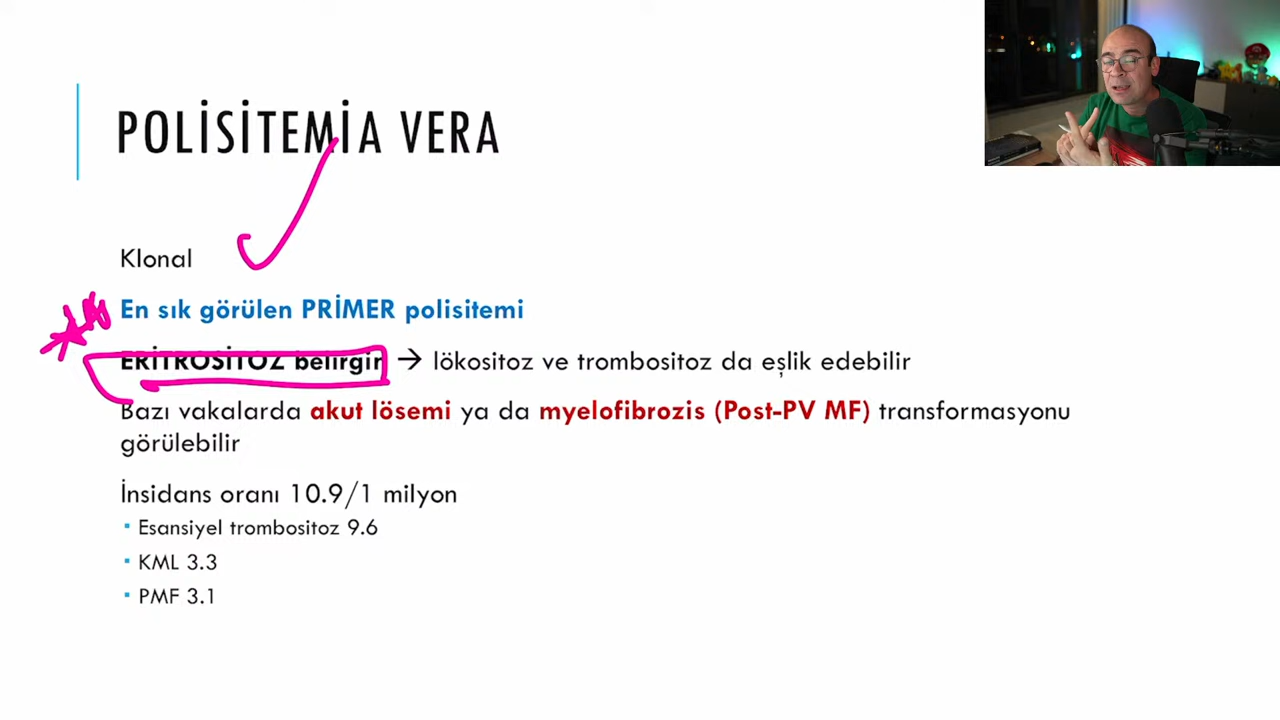 POLİSİTEMİA VERA
Klonal
En sık görülen PRİMER polisitemi
ERİTROSİTOZ belirgin → lökositoz ve trombositoz da eşlik edebilir
Bazı vakalarda akut lösemi ya da myelofibrozis (Post-PV MF) transformasyonu
görülebilir
İnsidans oranı 10.9/1 milyon
▪ Esansiyel trombositoz 9.6
▪ KML 3.3
▪ PMF 3.1